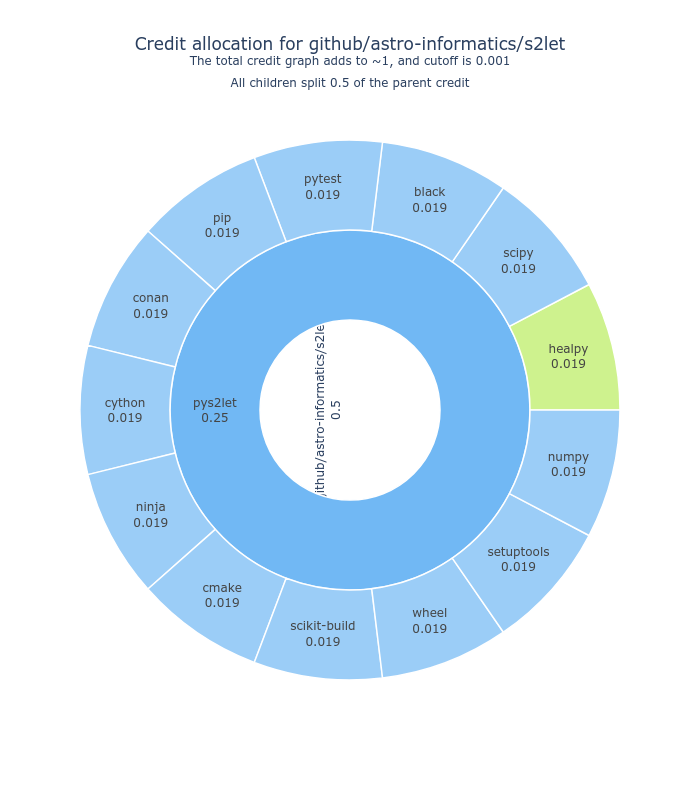 Credit allocation for github/astro-informatics/s2let
The total credit graph adds to ~1, and cutoff is 0.001
All children split 0.5 of the parent credit
pytest
0.019
black
0.019
scipy
0.019
healpy
0.019
numpy
0.019
setuptools
0.019
wheel
0.019
scikit-build
0.019
cmake
0.019
ninja
0.019
cython
0.019
conan
0.019
pip
0.019
pys2let
0.25
github/astro-informatics/s2let
0.5